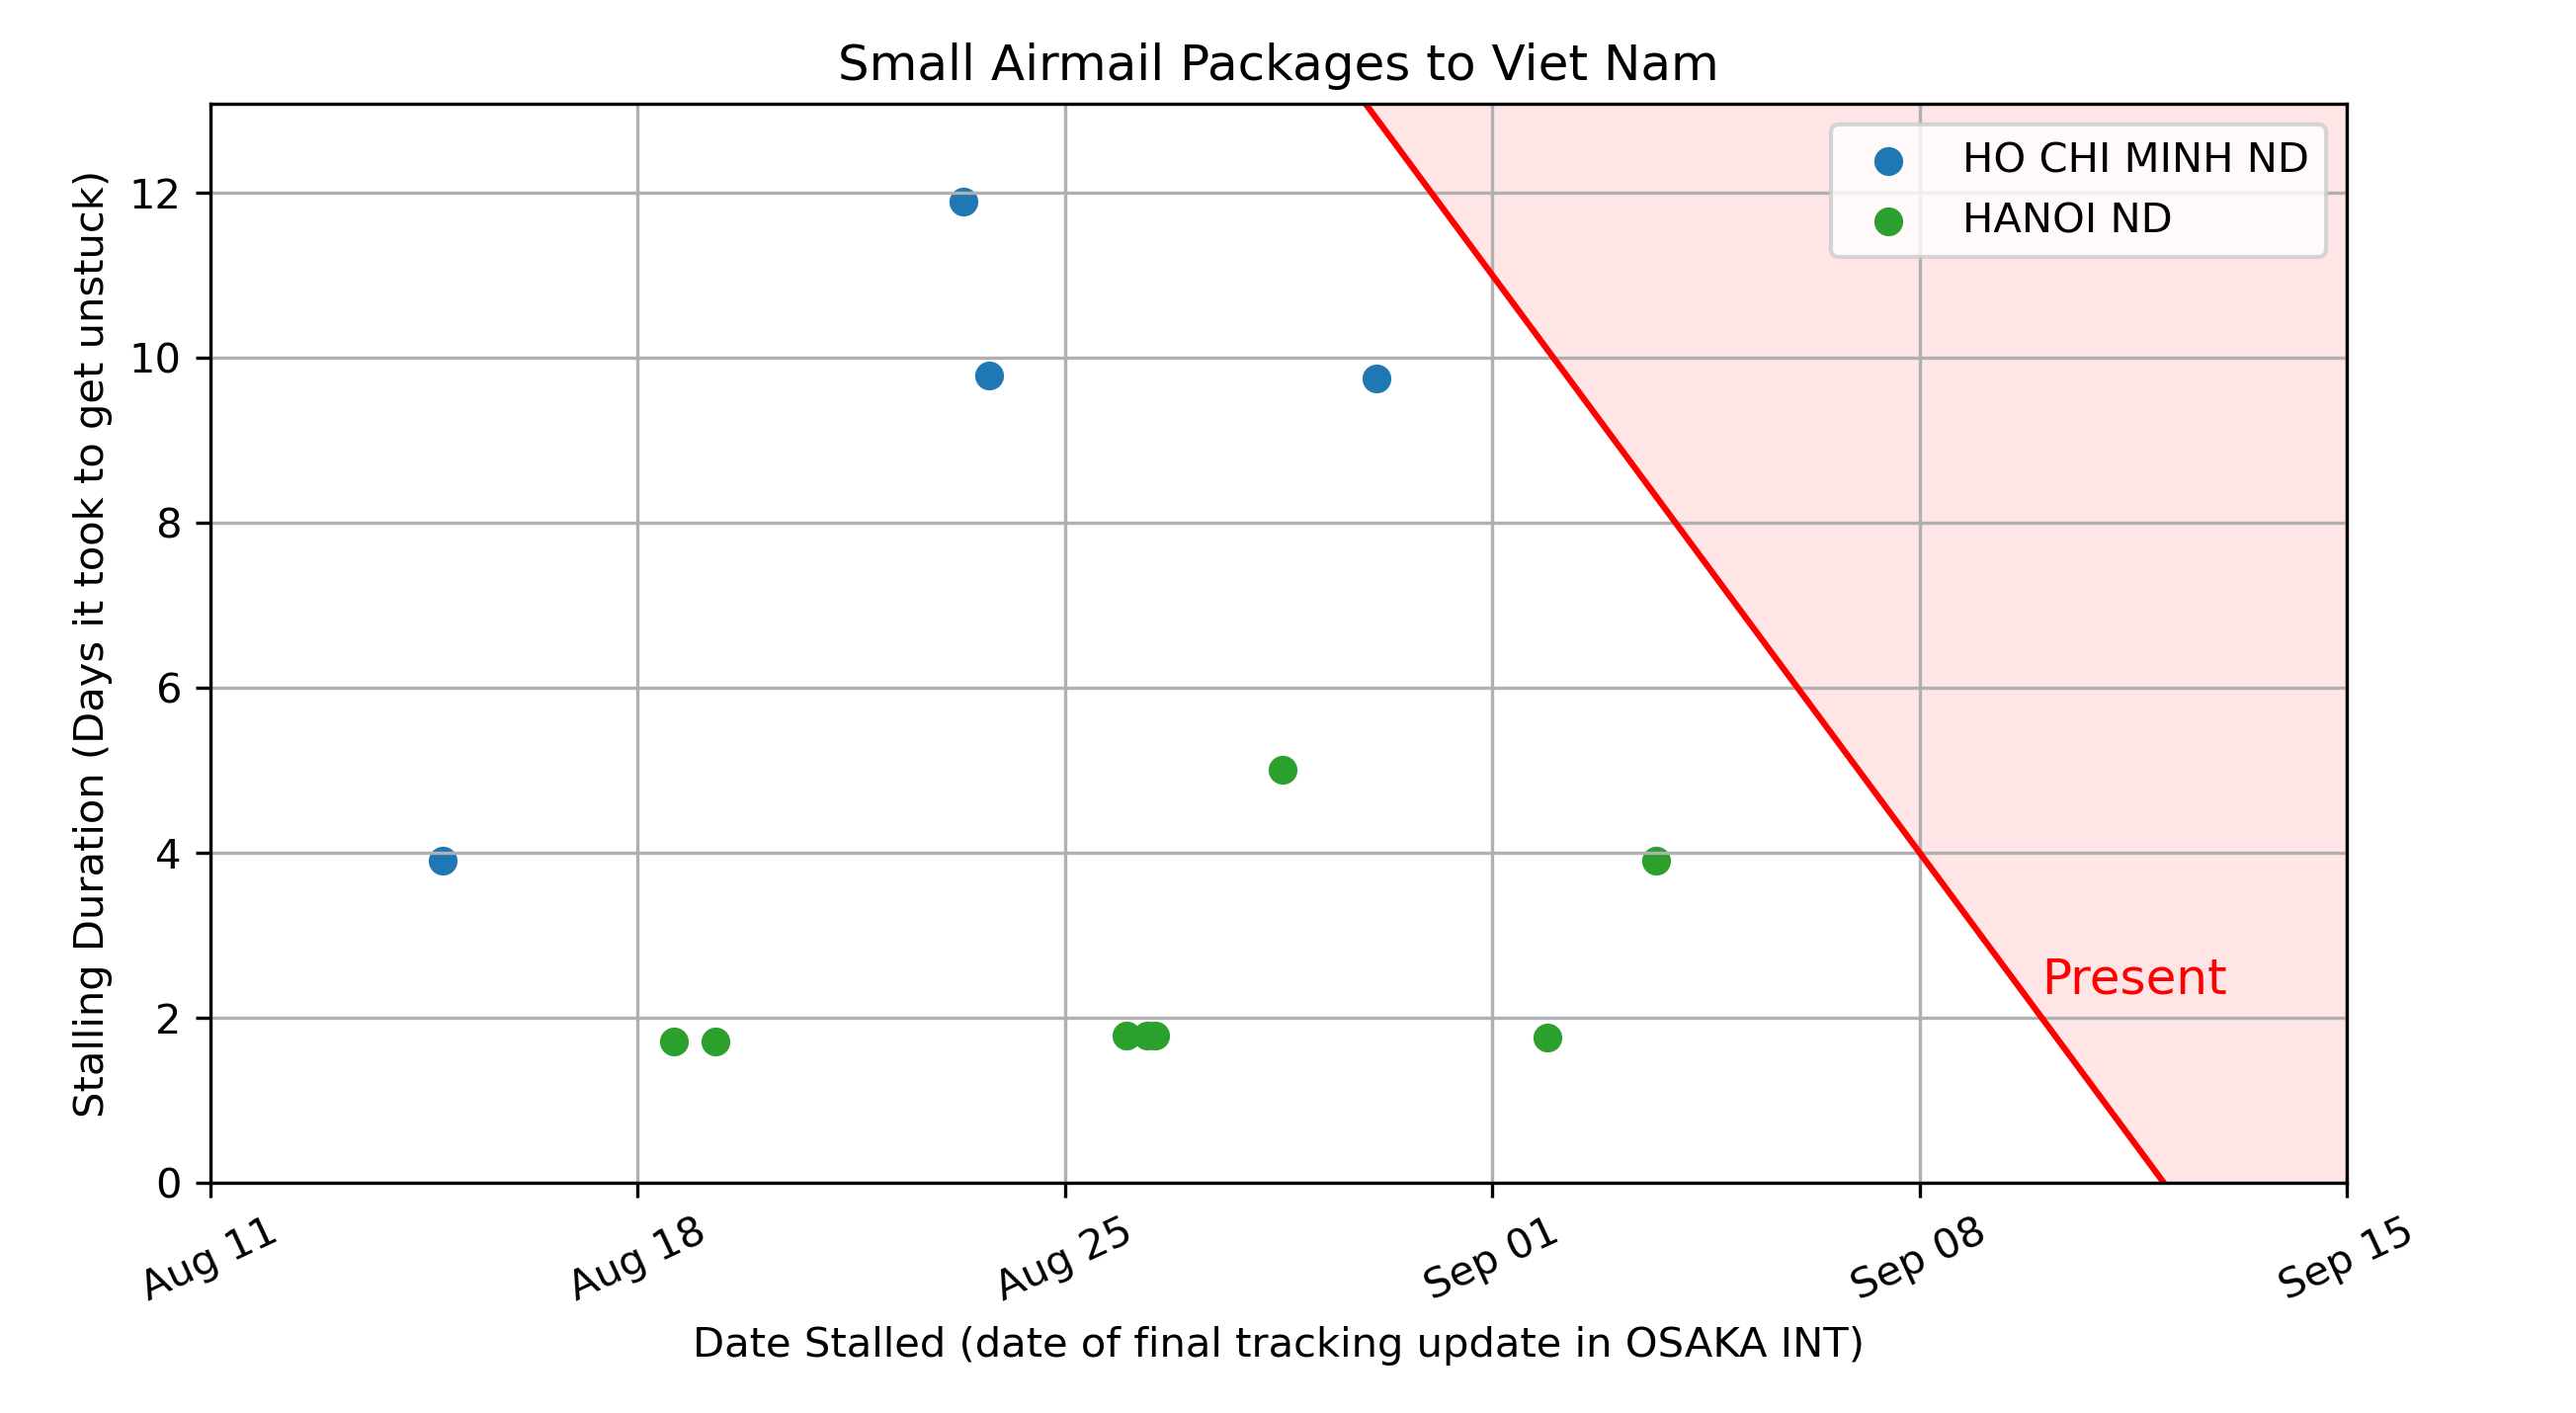 Small Airmail Packages to Viet Nam
Stalling Duration (Days it took to get unstuck)
12
10
8
6
4
2
0
HO CHI MINH ND
HANOI ND
Present
Aug 11
Aug 18
Aug 25
Sep 01
Sep 08
Sep 15
Date Stalled (date of final tracking update in OSAKA INT)